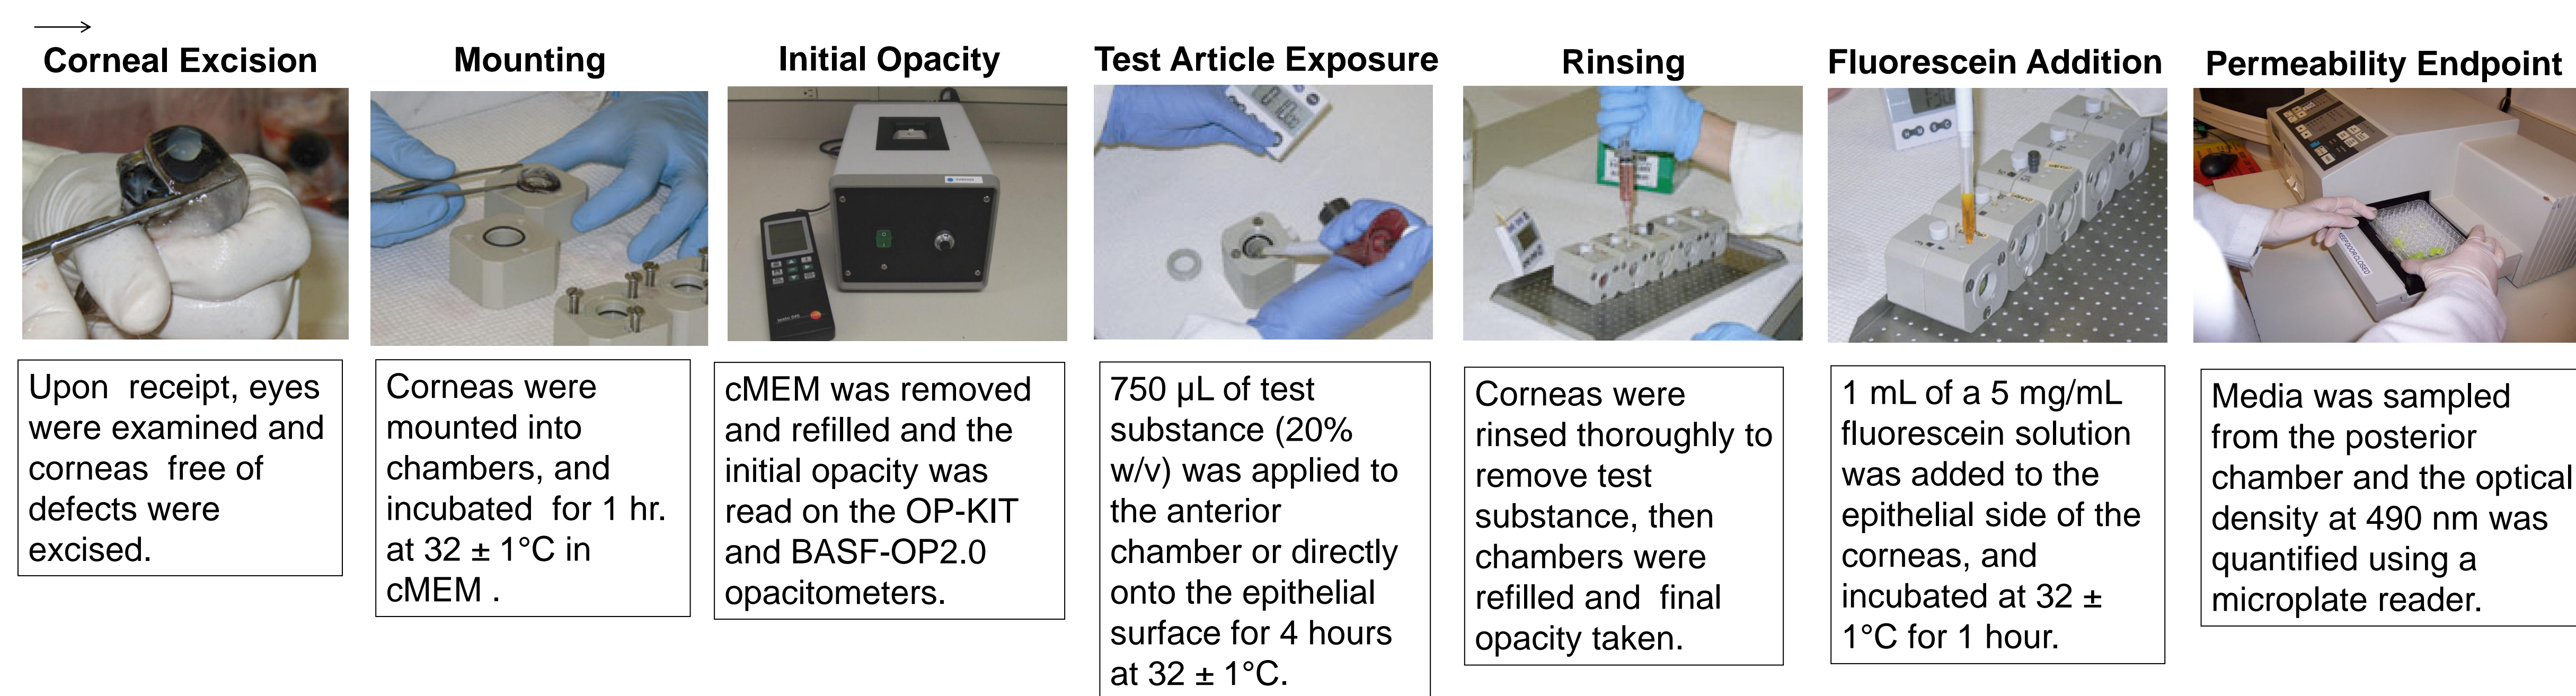 Corneal Excision
Mounting
Initial Opacity
Test Article Exposure
Rinsing
Fluorescein Addition
Permeability Endpoint
Upon receipt, eyes
were examined and
corneas free of
defects were
excised.
Corneas were
mounted into
chambers, and
incubated for 1 hr.
at 32 ± 1°C in
cMEM .
cMEM was removed
and refilled and the
initial opacity was
read on the OP-KIT
and BASF-OP2.0
opacitometers.
750 µL of test
substance (20%
w/v) was applied to
the anterior
chamber or directly
onto the epithelial
surface for 4 hours
at 32 ± 1°C.
Corneas were
rinsed thoroughly to
remove test
substance, then
chambers were
refilled and final
opacity taken.
1 mL of a 5 mg/mL
fluorescein solution
was added to the
epithelial side of the
corneas, and
incubated at 32 ±
1°C for 1 hour.
Media was sampled
from the posterior
chamber and the optical
density at 490 nm was
quantified using a
microplate reader.